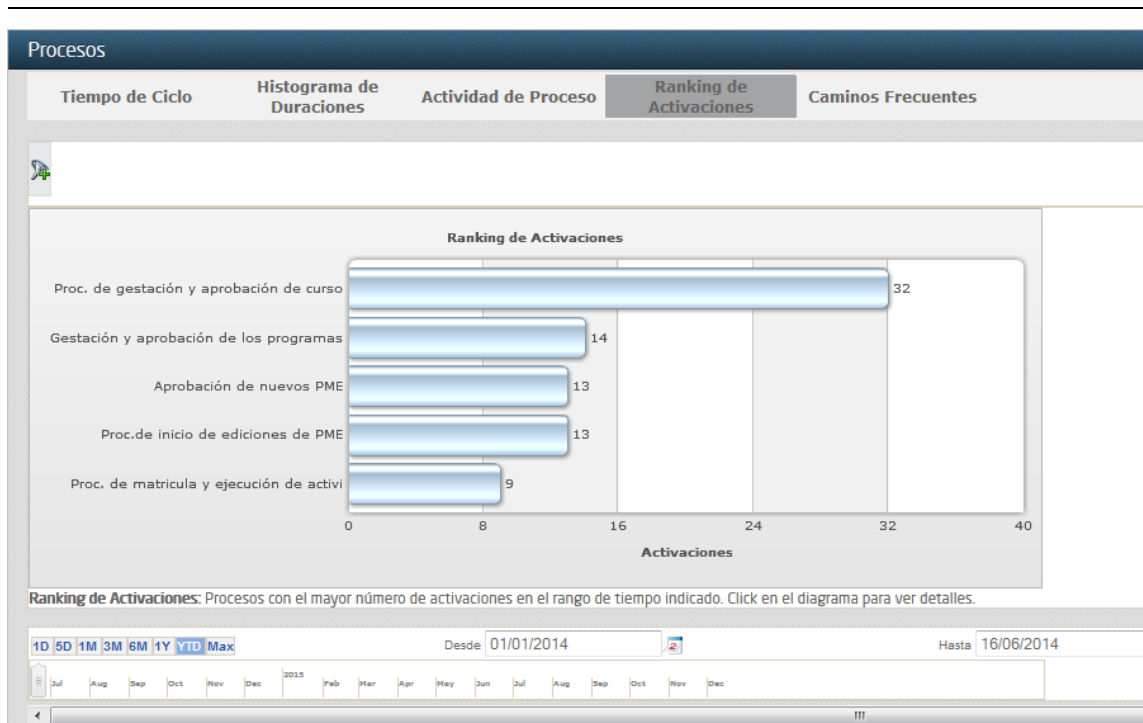 Procesos
Tiempo de Ciclo
Histograma de
Duraciones
Actividad de Proceso
Ranking de
Activaciones
Caminos Frecuentes
Ranking de Activaciones
Proc. de gestación y aprobación de curso 32
Gestación y aprobación de los programas 14
Aprobación de nuevos PME 13
Proc.de inicio de ediciones de PME 13
Proc. de matricula y ejecución de activi 9
0 8 16 24 32 40
Activaciones
Ranking de Activaciones: Procesos con el mayor número de activaciones en el rango de tiempo indicado. Click en el diagrama para ver detalles.
1D 5D 1M 3M 6M 1Y YTD Max Desde 01/01/2014 Hasta 16/06/2014
Jul Aug Sep Oct Nov Dec 2015 Feb Mar Apr May Jun Jul Aug Sep Oct Nov Dec